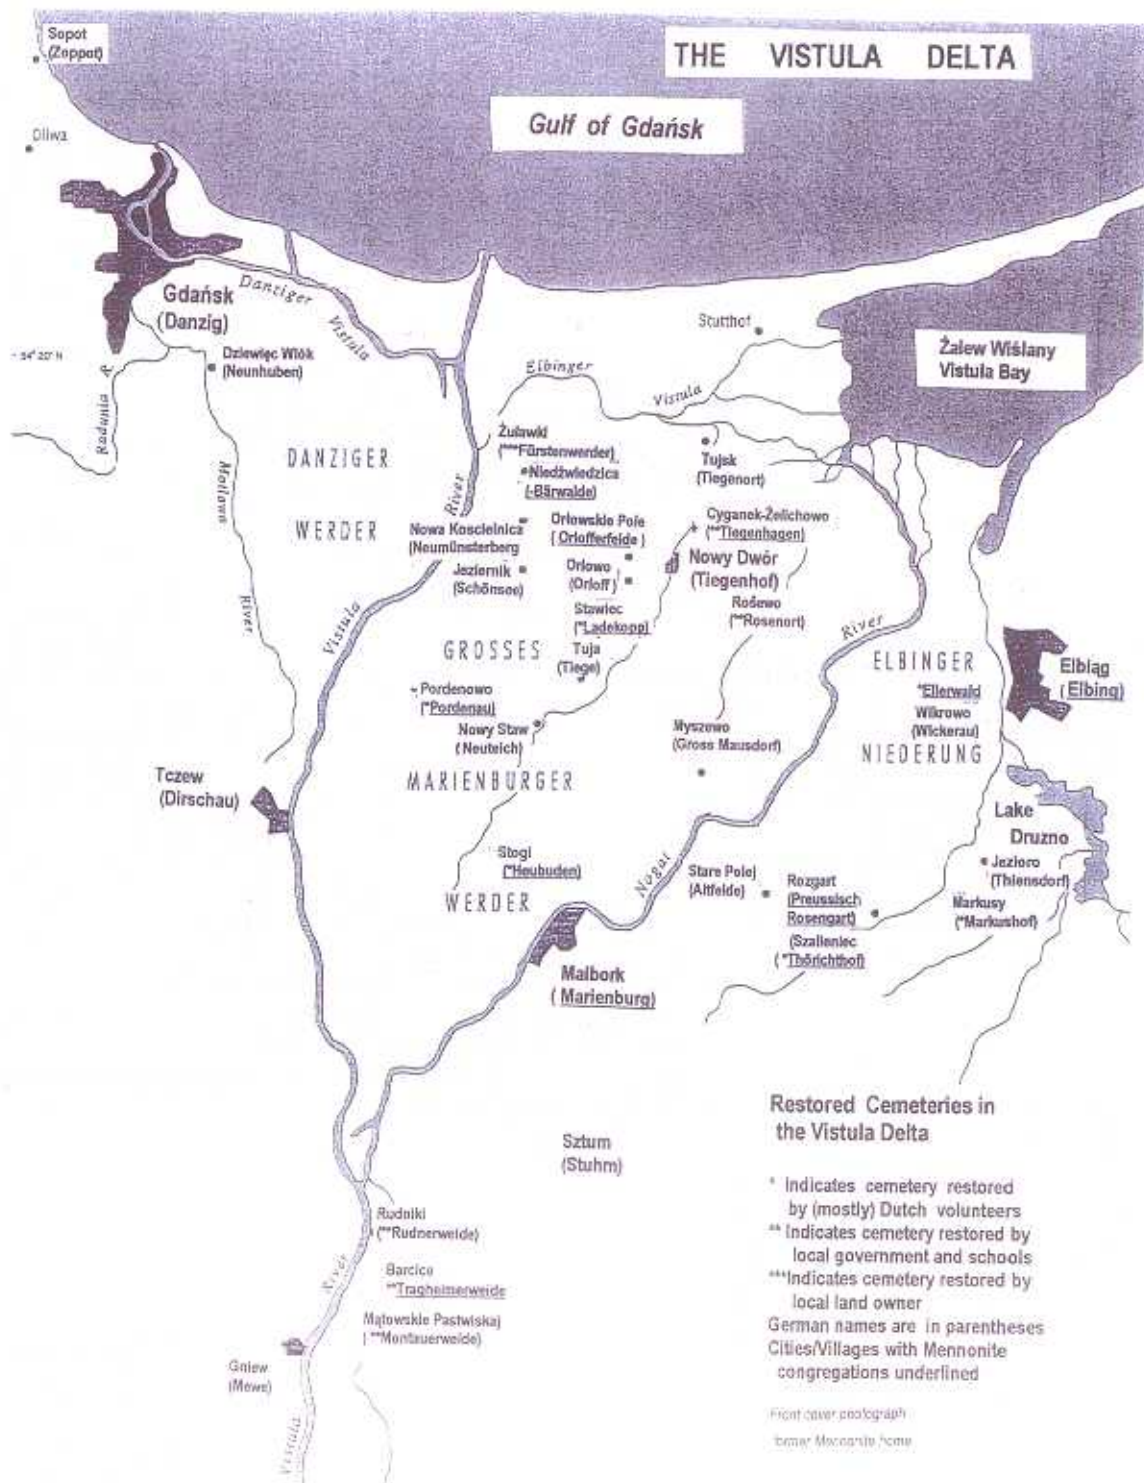 Sopot
(Zoppot)
THE VISTULA DELTA
Gulf of Gdańsk
Oliwa
Gdańsk
(Danzig)
Danziger
Vistula
Stutthof
Żalew Wiślany
Vistula Bay
- 54° 20' N
Dziewięc Włók
(Neunhuben)
Radunia R
Elbinger
Vistula
Żuławki
(***Fürstenwerder)
Niedźwiedzica
(-Bärwalde)
Tujsk
(Tiegenort)
DANZIGER
WERDER
Motlawa
River
River
Nowa Koscielnica
(Neumünsterberg
Orłowskie Pole
( Orlofferfelde )
Cyganek-Żelichowo
(**Tiegenhagen)
Jeziernik
(Schönsee)
Orłowo
(Orloff)
Nowy Dwór
(Tiegenhof)
Stawiec
(*Ladekopp)
Rosewo
(**Rosenort)
Vistula
River
GROSSES
Tuja
(Tiege)
ELBINGER
Elbląg
(Elbing)
*Ellerwald
Pordenowo
(*Pordenau)
Wikrowo
(Wickerau)
Nowy Staw
(Neuteich)
Myszewo
(Gross Mausdorf)
NIEDERUNG
Tczew
(Dirschau)
MARIENBURGER
Lake
Druzno
Stogi
(*Heubuden)
Nogat
Stare Polej
(Altfelde)
Rozgart
(Preussisch
Rosengart)
Jezioro
(Thiensdorf)
WERDER
Markusy
(*Markushof)
(Szalieniec
( *Thörichthof)
Malbork
( Marienburg)
Sztum
(Stuhm)
Rudniki
(**Rudnerweide)
River
Barcice
**Tragheimerweide
Mątowskie Pastwiskaj
( **Montauerweide)
Gniew
(Mewe)
Vistula
Restored Cemeteries in
the Vistula Delta
* Indicates cemetery restored
by (mostly) Dutch volunteers
** Indicates cemetery restored by
local government and schools
***Indicates cemetery restored by
local land owner
German names are in parentheses
Cities/Villages with Mennonite
congregations underlined
Front cover photograph
former Mennonite home